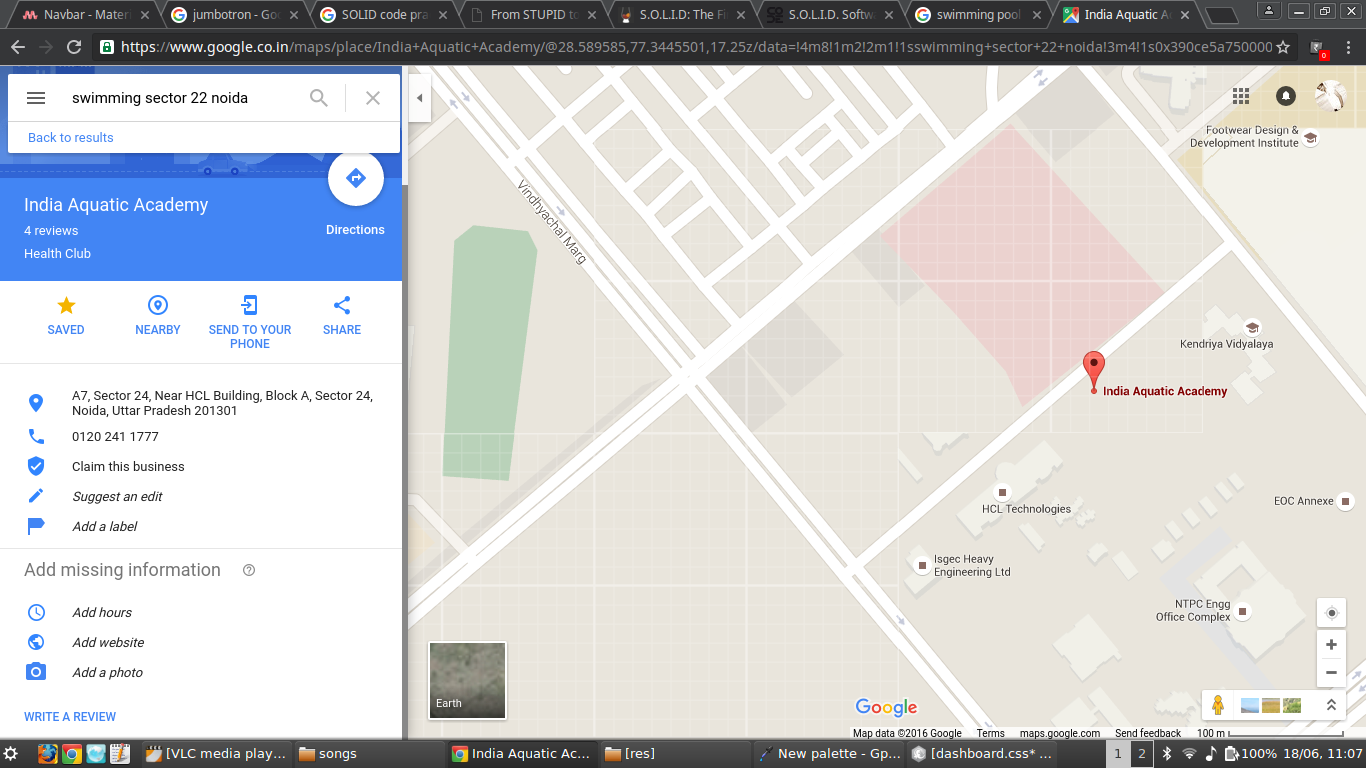 Navbar - Materi
jumbotron - Goo
SOLID code pra
From STUPID to
S.O.L.I.D: The Fi
S.O.L.I.D. Softwa
swimming pool
India Aquatic A
https://www.google.co.in/maps/place/India+Aquatic+Academy/@28.589585,77.3445501,17.25z/data=!4m8!1m2!2m1!1sswimming+sector+22+noida!3m4!1s0x390ce5a750000
swimming sector 22 noida
Back to results
India Aquatic Academy
4 reviews
Directions
Health Club
SAVED
NEARBY
SEND TO YOUR
PHONE
SHARE
A7, Sector 24, Near HCL Building, Block A, Sector 24,
Noida, Uttar Pradesh 201301
0120 241 1777
Claim this business
Suggest an edit
Add a label
Add missing information
Add hours
Add website
Add a photo
WRITE A REVIEW
Vindhyachal Marg
Footwear Design &
Development Institute
Kendriya Vidyalaya
India Aquatic Academy
HCL Technologies
EOC Annexe
Isgec Heavy
Engineering Ltd
NTPC Engg
Office Complex
Earth
Google
Map data ©2016 Google
Terms
maps.google.com
Send feedback
100 m
[VLC media play...
songs
India Aquatic Ac...
[res]
New palette - Gp...
[dashboard.css* ...
1
2
100%
18/06, 11:07